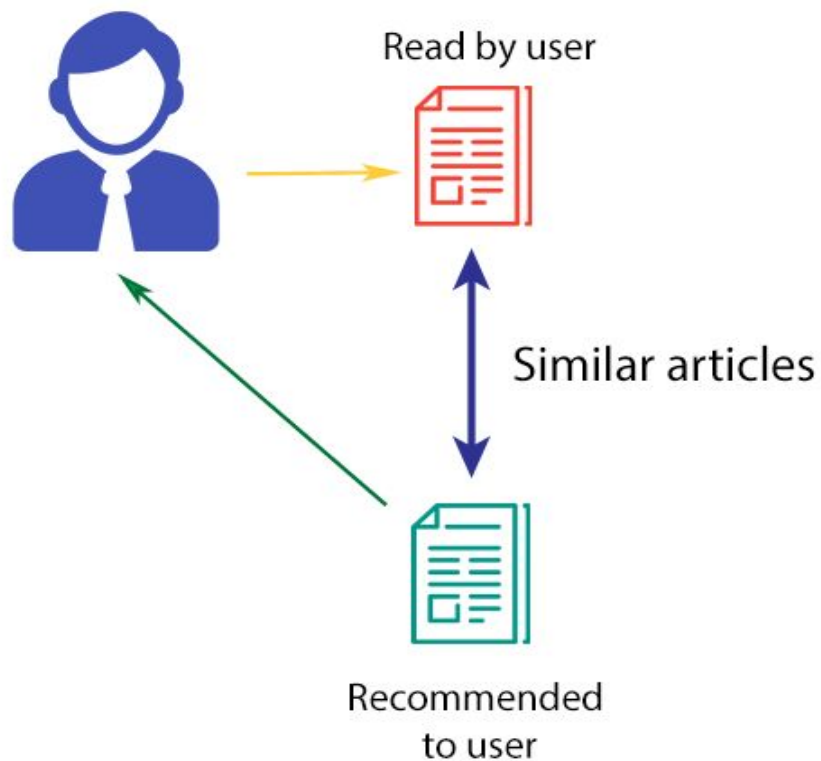 Read by user
Similar articles
Recommended
to user